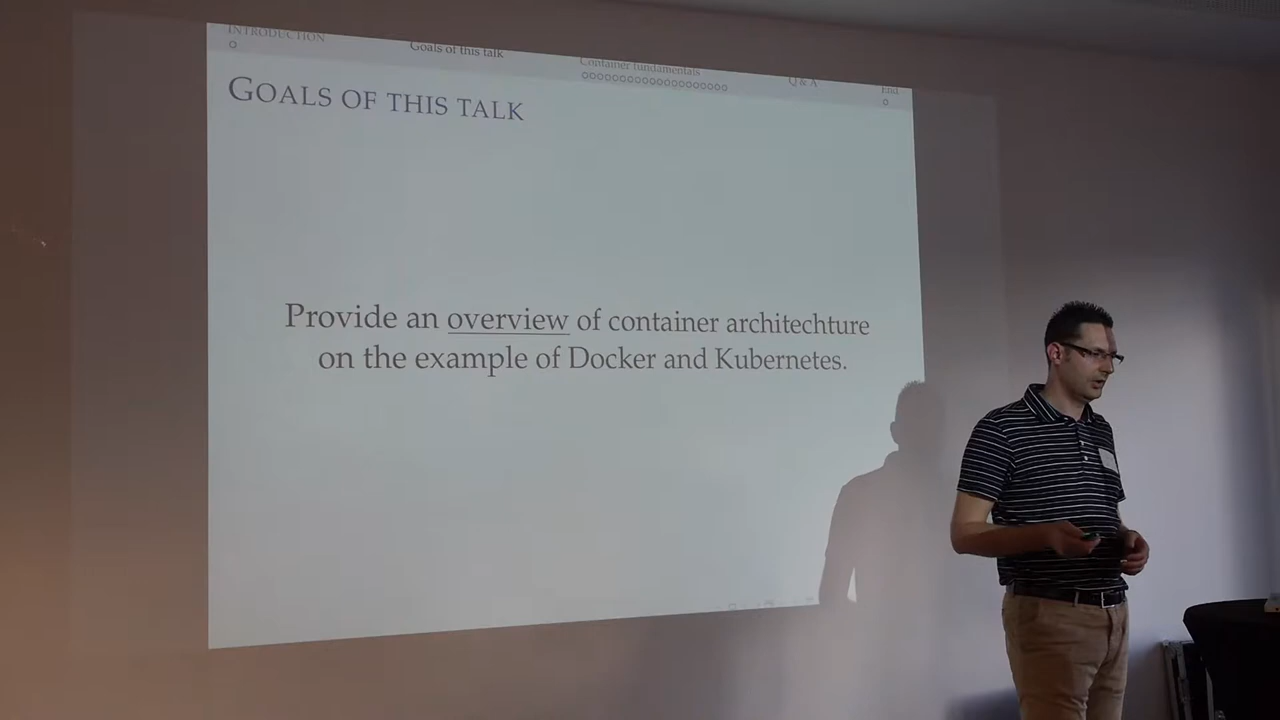 INTRODUCTION
Goals of this talk
Container fundamentals
Q & A
End
GOALS OF THIS TALK
Provide an overview of container architechture
on the example of Docker and Kubernetes.